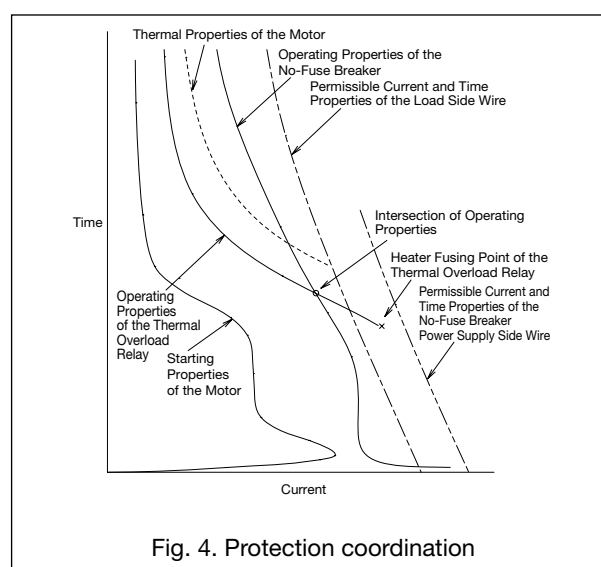 Thermal Properties of the Motor
Operating Properties of the
No-Fuse Breaker
Permissible Current and Time
Properties of the Load Side Wire
Time
Intersection of Operating
Properties
Heater Fusing Point of the
Thermal Overload Relay
Permissible Current and
Time Properties of the
No-Fuse Breaker
Power Supply Side Wire
Operating
Properties
of the Thermal
Overload
Relay
Starting
Properties
of the Motor
Current
Fig. 4. Protection coordination